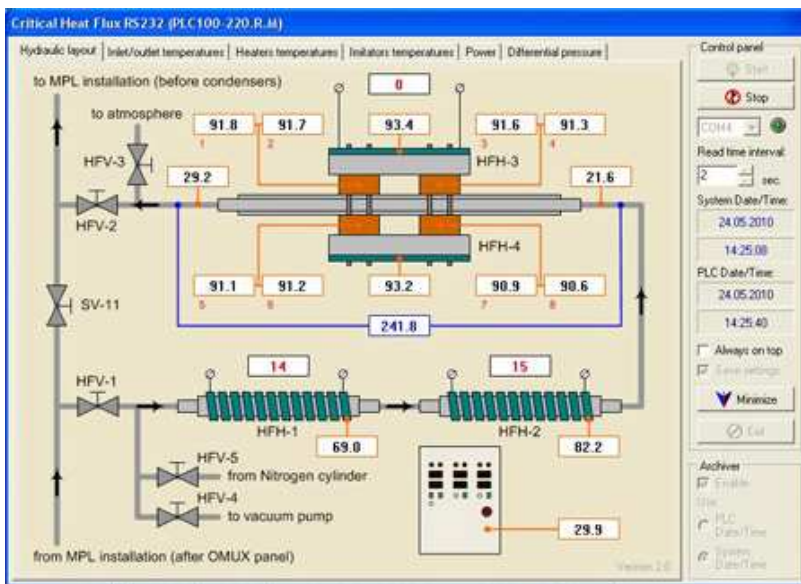 Critical Heat Flux RS232 (PLC100-220.R.M)
Hydraulic layout Inlet/outlet temperatures Heaters temperatures Imitators temperatures Power Differential pressure
to MPL installation (before condensers)
0
to atmosphere
91.8 91.7 93.4 91.6 91.3
1 2 3 4
HFV-3
HFH-3
29.2 21.6
HFV-2
HFH-4
91.1 91.2 93.2 90.9 90.6
5 6 7 8
SV-11
241.8
14 15
HFV-1
HFH-1 HFH-2
69.0 82.2
HFV-5
from Nitrogen cylinder
HFV-4
to vacuum pump
29.9
from MPL installation (after OMUX panel)
Version 2.0
Control panel
Start
Stop
COM4
Read time interval:
2 sec.
System Date/Time:
24.05.2010
14:25:08
PLC Date/Time:
24.05.2010
14:25:40
Always on top
Save settings
Minimize
Exit
Archiver
Enable
Use:
PLC
Date/Time
System
Date/Time